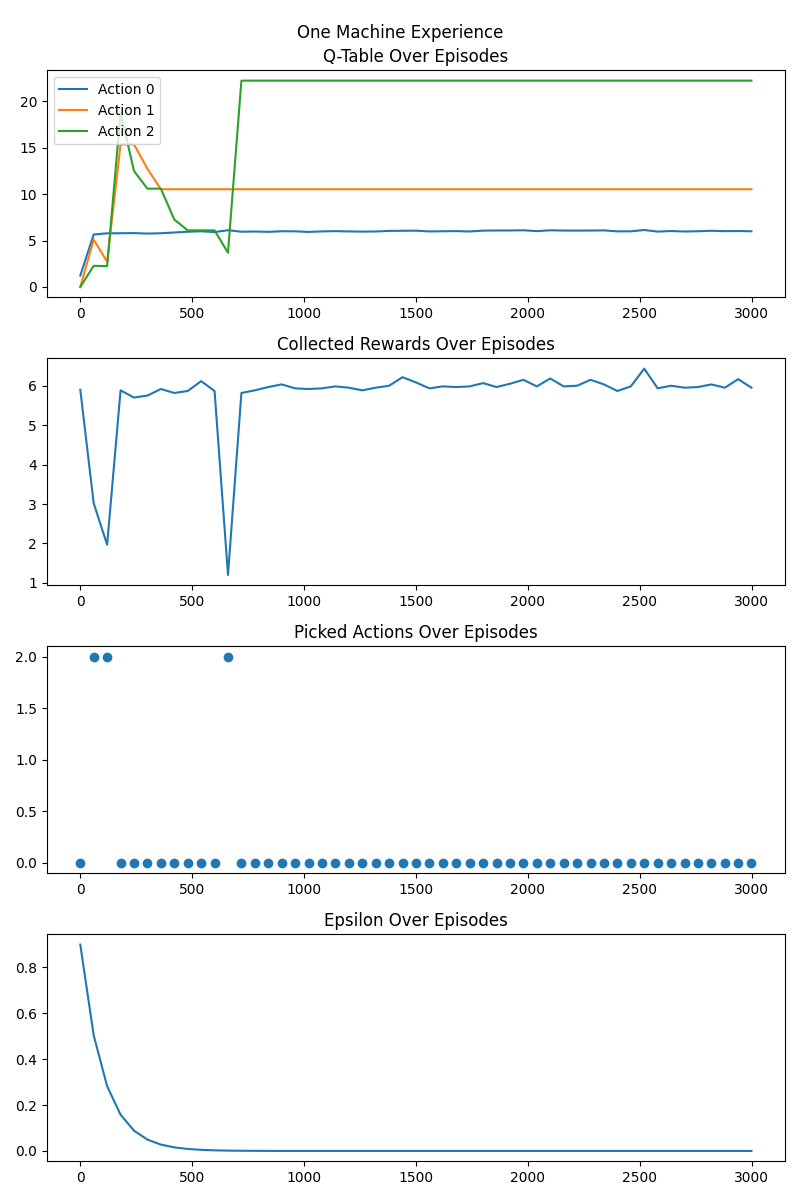 One Machine Experience
Q-Table Over Episodes
Action 0
Action 1
Action 2
20
15
10
5
0
0 500 1000 1500 2000 2500 3000
Collected Rewards Over Episodes
6
5
4
3
2
1
0 500 1000 1500 2000 2500 3000
Picked Actions Over Episodes
2.0
1.5
1.0
0.5
0.0
0 500 1000 1500 2000 2500 3000
Epsilon Over Episodes
0.8
0.6
0.4
0.2
0.0
0 500 1000 1500 2000 2500 3000